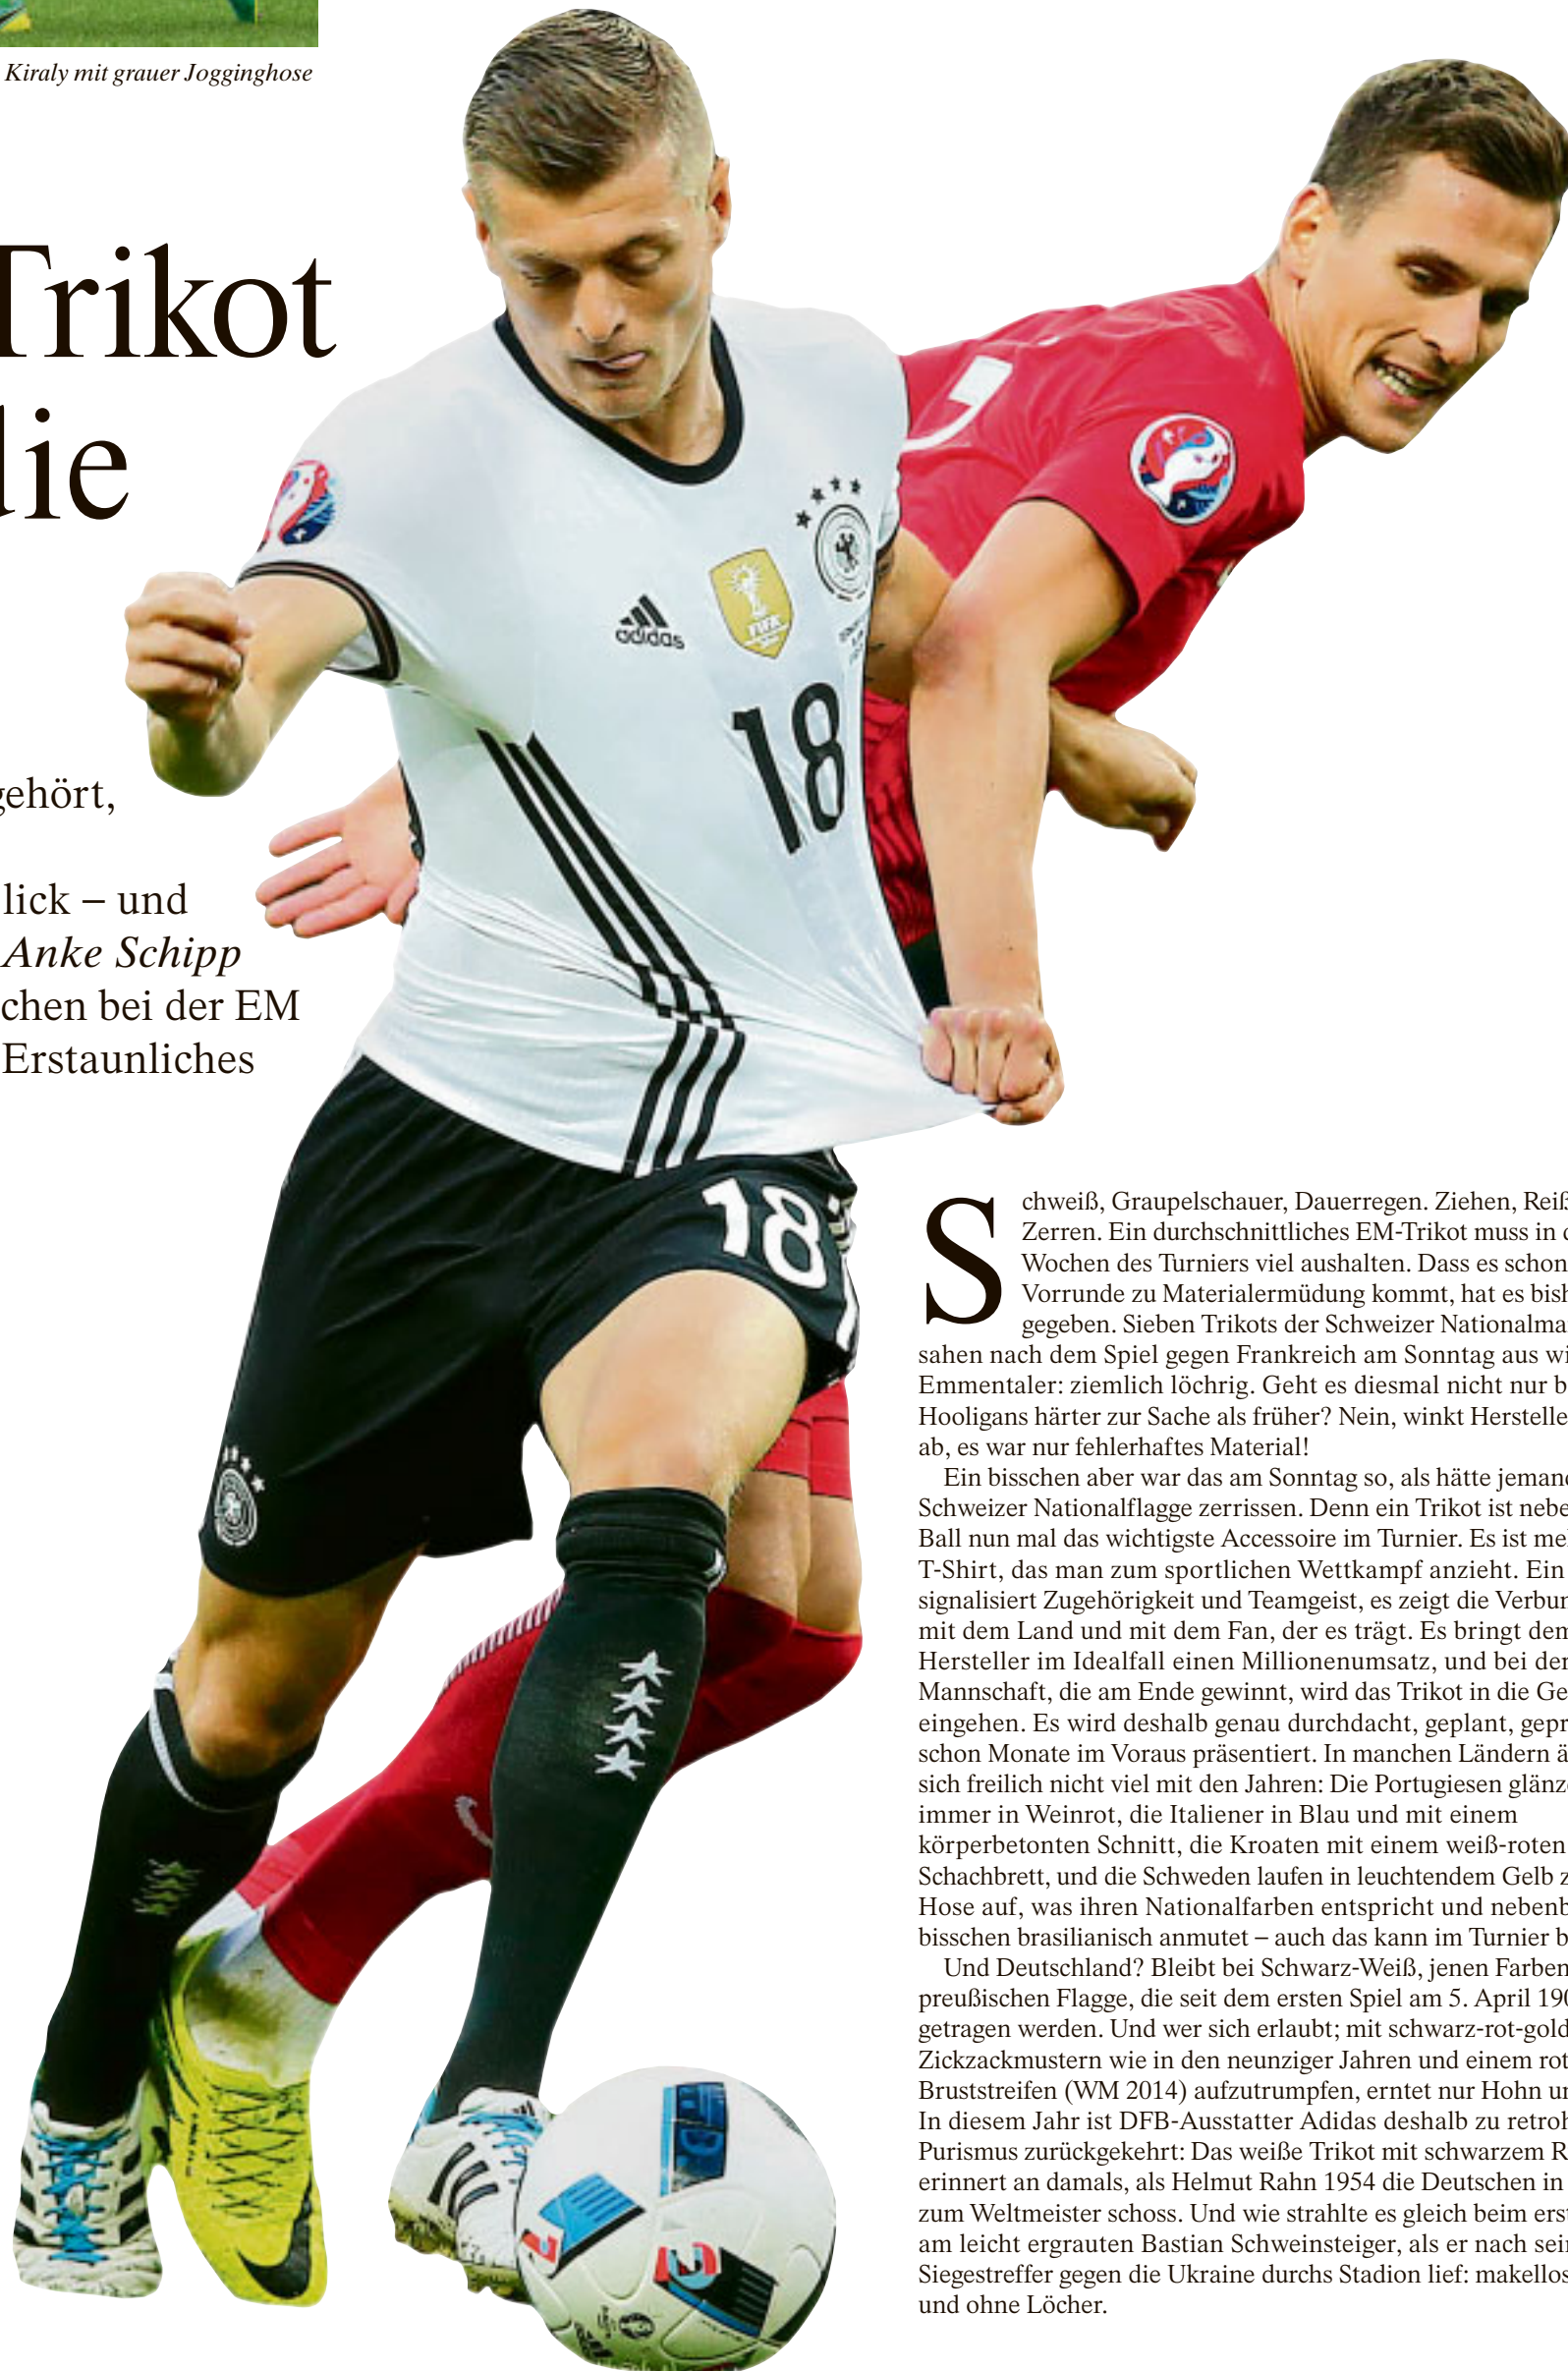 Kiraly mit grauer Jogginghose
Trikot
die
gehört,
lick – und
Anke Schipp
chen bei der EM
Erstaunliches
adidas
FIFA
18
18
Schweiß, Graupelschauer, Dauerregen. Ziehen, Reiß
Zerren. Ein durchschnittliches EM-Trikot muss in d
Wochen des Turniers viel aushalten. Dass es schon
Vorrunde zu Materialermüdung kommt, hat es bish
gegeben. Sieben Trikots der Schweizer Nationalma
sahen nach dem Spiel gegen Frankreich am Sonntag aus wi
Emmentaler: ziemlich löchrig. Geht es diesmal nicht nur b
Hooligans härter zur Sache als früher? Nein, winkt Herstelle
ab, es war nur fehlerhaftes Material!
Ein bisschen aber war das am Sonntag so, als hätte jemand
Schweizer Nationalflagge zerrissen. Denn ein Trikot ist nebe
Ball nun mal das wichtigste Accessoire im Turnier. Es ist meh
T-Shirt, das man zum sportlichen Wettkampf anzieht. Ein
signalisiert Zugehörigkeit und Teamgeist, es zeigt die Verbun
mit dem Land und mit dem Fan, der es trägt. Es bringt dem
Hersteller im Idealfall einen Millionenumsatz, und bei der
Mannschaft, die am Ende gewinnt, wird das Trikot in die Ge
eingehen. Es wird deshalb genau durchdacht, geplant, gepr
schon Monate im Voraus präsentiert. In manchen Ländern ä
sich freilich nicht viel mit den Jahren: Die Portugiesen glänze
immer in Weinrot, die Italiener in Blau und mit einem
körperbetonten Schnitt, die Kroaten mit einem weiß-roten
Schachbrett, und die Schweden laufen in leuchtendem Gelb z
Hose auf, was ihren Nationalfarben entspricht und nebenb
bisschen brasilianisch anmutet – auch das kann im Turnier b
Und Deutschland? Bleibt bei Schwarz-Weiß, jenen Farben
preußischen Flagge, die seit dem ersten Spiel am 5. April 190
getragen werden. Und wer sich erlaubt; mit schwarz-rot-gold
Zickzackmustern wie in den neunziger Jahren und einem rot
Bruststreifen (WM 2014) aufzutrumpfen, erntet nur Hohn un
In diesem Jahr ist DFB-Ausstatter Adidas deshalb zu retroh
Purismus zurückgekehrt: Das weiße Trikot mit schwarzem R
erinnert an damals, als Helmut Rahn 1954 die Deutschen in
zum Weltmeister schoss. Und wie strahlte es gleich beim erst
am leicht ergrauten Bastian Schweinsteiger, als er nach sein
Siegestreffer gegen die Ukraine durchs Stadion lief: makellos
und ohne Löcher.